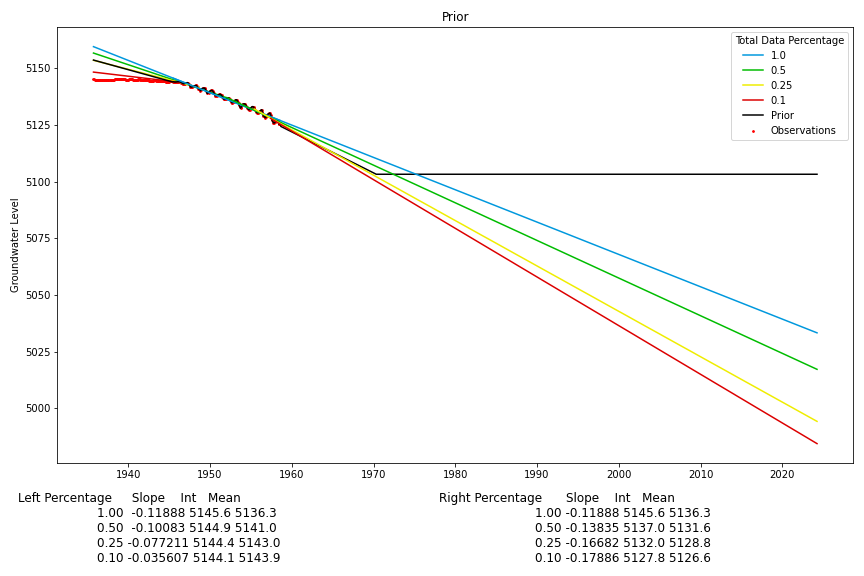 Prior
Total Data Percentage
1.0
0.5
0.25
0.1
Prior
Observations
Groundwater Level
5150
5125
5100
5075
5050
5025
5000
1940 1950 1960 1970 1980 1990 2000 2010 2020
Left Percentage Slope Int Mean
1.00 -0.11888 5145.6 5136.3
0.50 -0.10083 5144.9 5141.0
0.25 -0.077211 5144.4 5143.0
0.10 -0.035607 5144.1 5143.9
Right Percentage Slope Int Mean
1.00 -0.11888 5145.6 5136.3
0.50 -0.13835 5137.0 5131.6
0.25 -0.16682 5132.0 5128.8
0.10 -0.17886 5127.8 5126.6